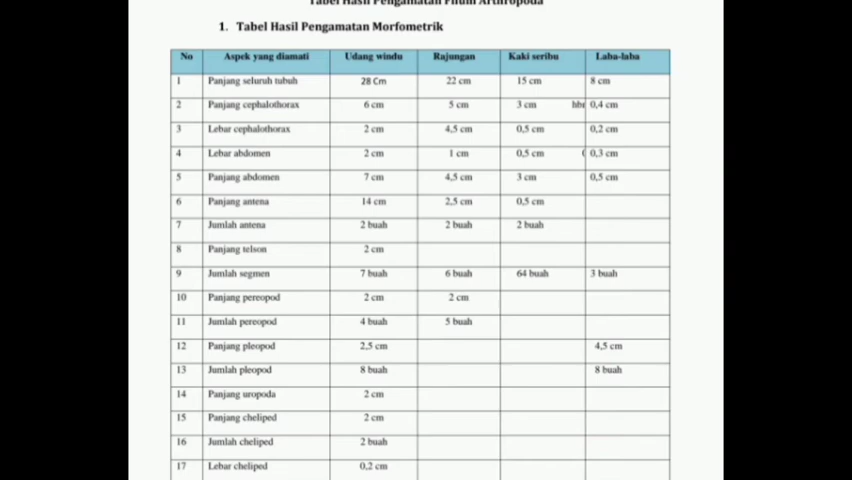 Tabel Hasil Pengamatan Filum Arthropoda
1. Tabel Hasil Pengamatan Morfometrik
No Aspek yang diamati Udang windu Rajungan Kaki seribu Laba-laba
1 Panjang seluruh tubuh 28 Cm 22 cm 15 cm 8 cm
2 Panjang cephalothorax 6 cm 5 cm 3 cm hbr 0,4 cm
3 Lebar cephalothorax 2 cm 4,5 cm 0,5 cm 0,2 cm
4 Lebar abdomen 2 cm 1 cm 0,5 cm ( 0,3 cm
5 Panjang abdomen 7 cm 4,5 cm 3 cm 0,5 cm
6 Panjang antena 14 cm 2,5 cm 0,5 cm
7 Jumlah antena 2 buah 2 buah 2 buah
8 Panjang telson 2 cm
9 Jumlah segmen 7 buah 6 buah 64 buah 3 buah
10 Panjang pereopod 2 cm 2 cm
11 Jumlah pereopod 4 buah 5 buah
12 Panjang pleopod 2,5 cm 4,5 cm
13 Jumlah pleopod 8 buah 8 buah
14 Panjang uropoda 2 cm
15 Panjang cheliped 2 cm
16 Jumlah cheliped 2 buah
17 Lebar cheliped 0,2 cm